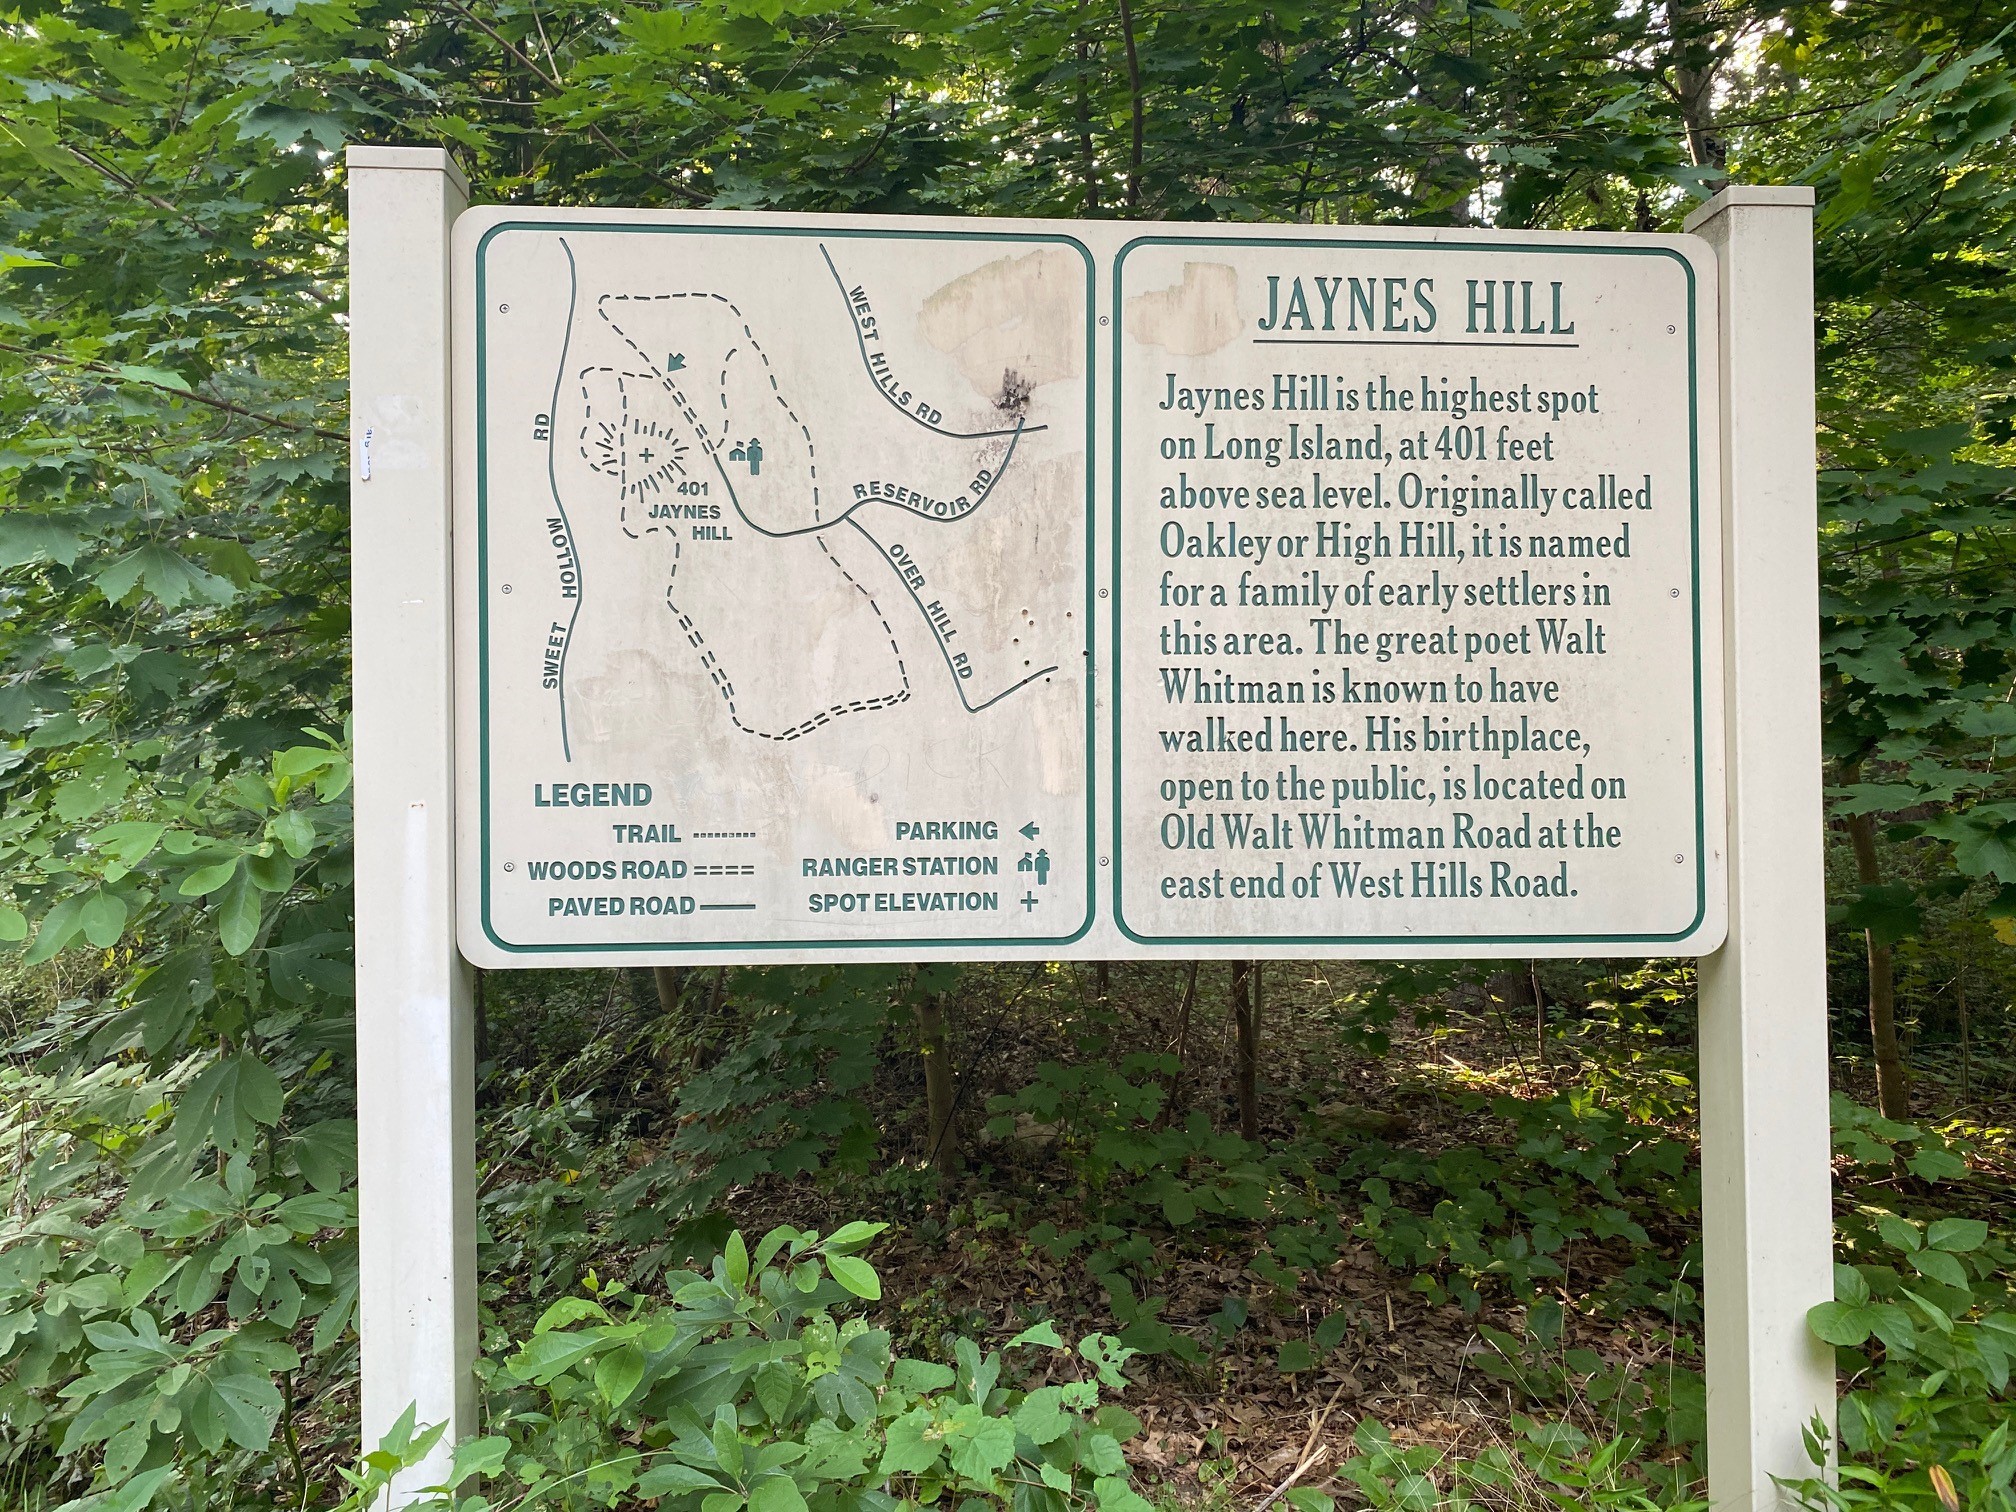 WEST HILLS RD
SWEET HOLLOW RD
401
JAYNES
HILL
RESERVOIR RD
OVER HILL RD
LEGEND
TRAIL
WOODS ROAD
PAVED ROAD
PARKING
RANGER STATION
SPOT ELEVATION
JAYNES HILL
Jaynes Hill is the highest spot
on Long Island, at 401 feet
above sea level. Originally called
Oakley or High Hill, it is named
for a family of early settlers in
this area. The great poet Walt
Whitman is known to have
walked here. His birthplace,
open to the public, is located on
Old Walt Whitman Road at the
east end of West Hills Road.